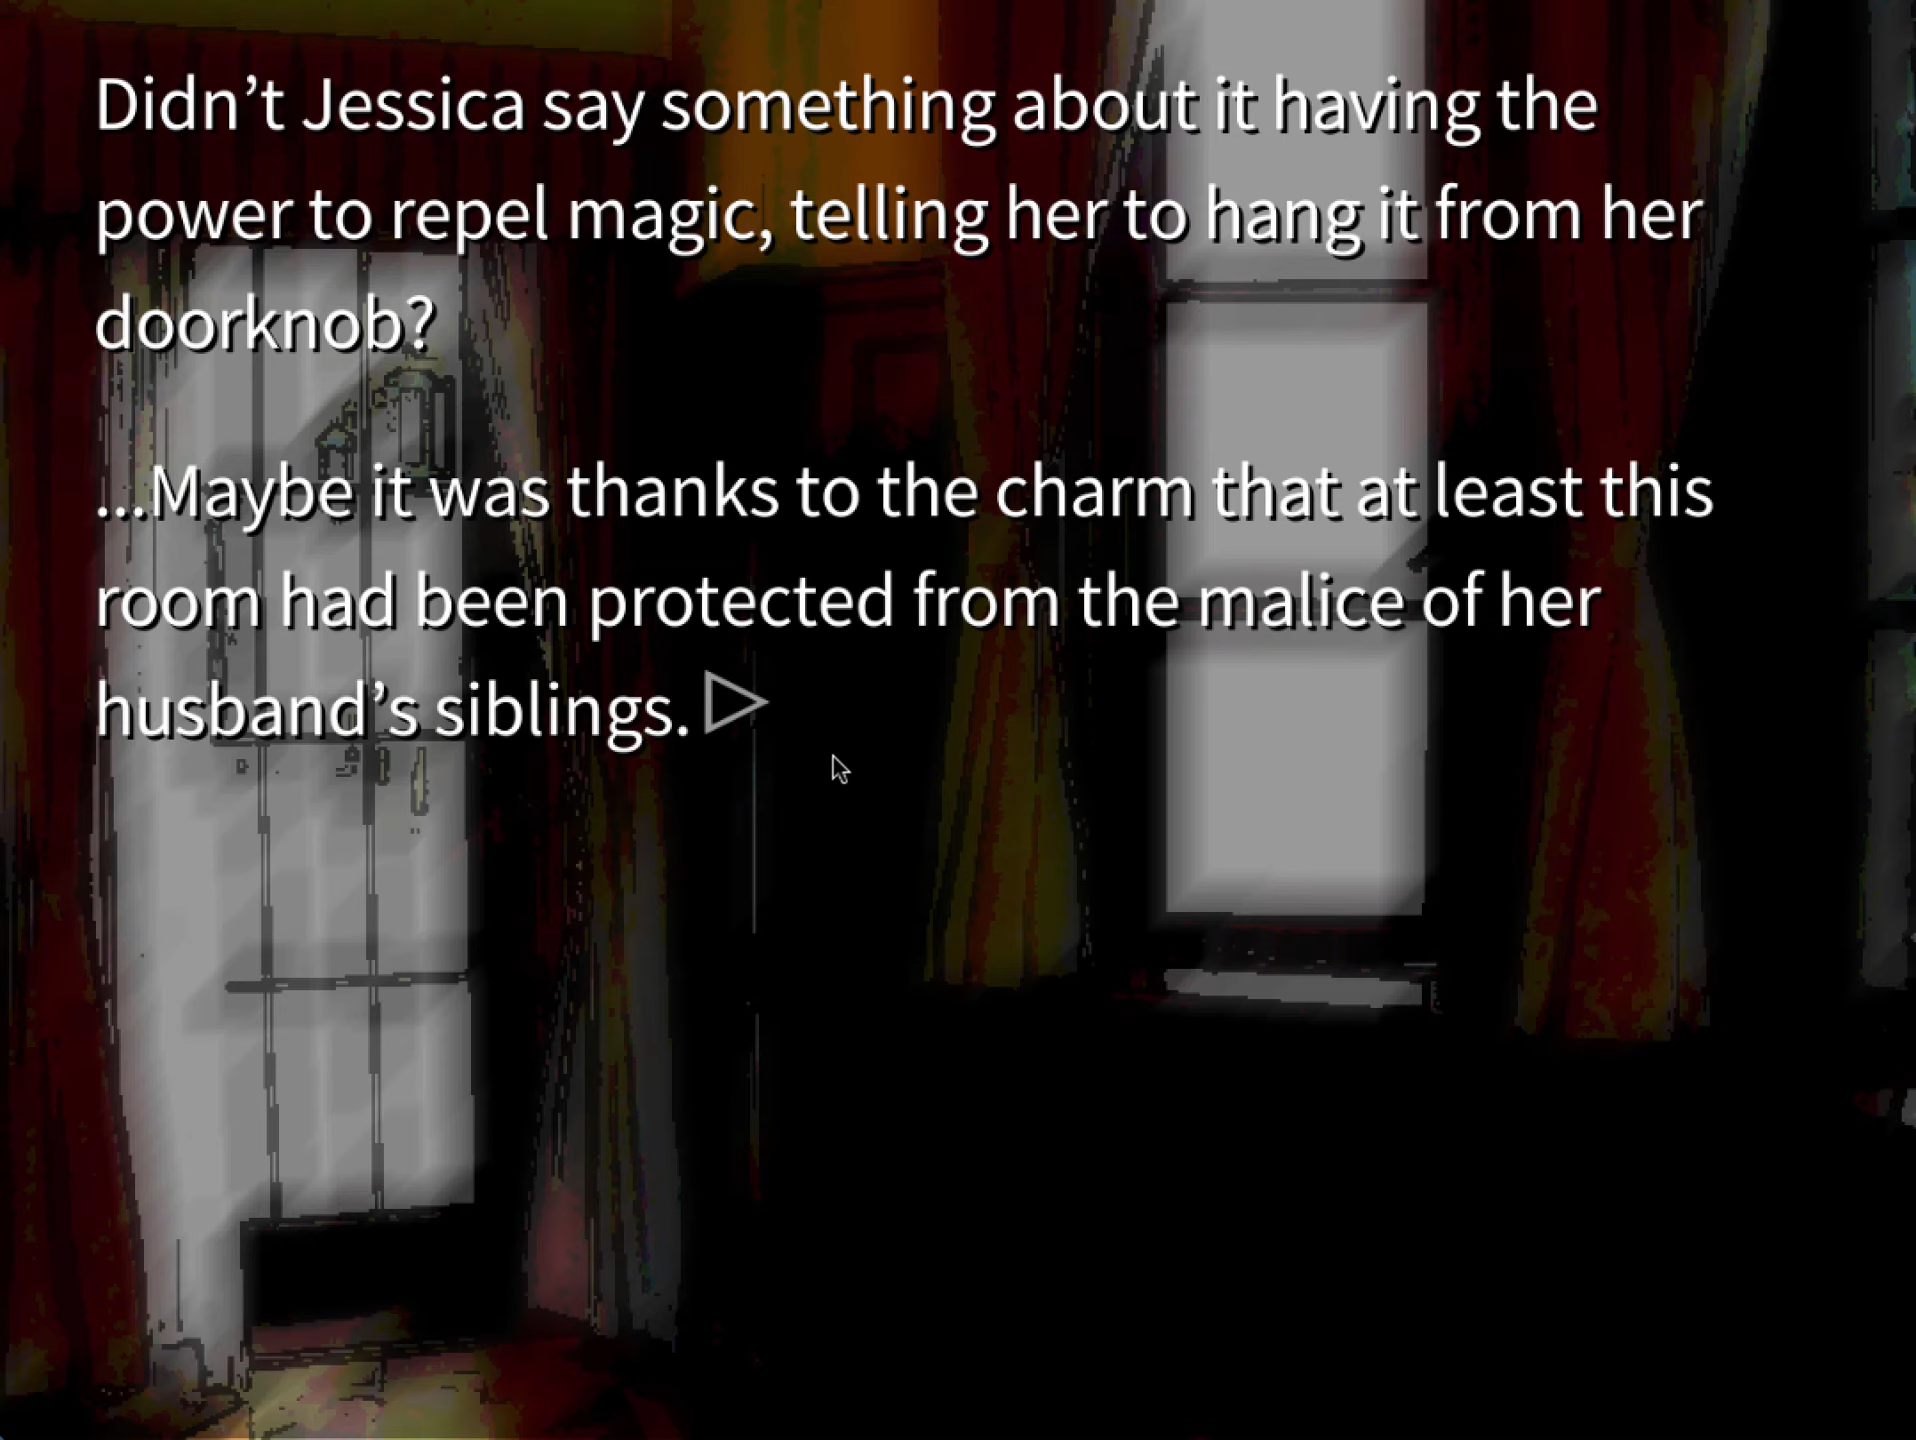 Didn’t Jessica say something about it having the
power to repel magic, telling her to hang it from her
doorknob?
...Maybe it was thanks to the charm that at least this
room had been protected from the malice of her
husband’s siblings.